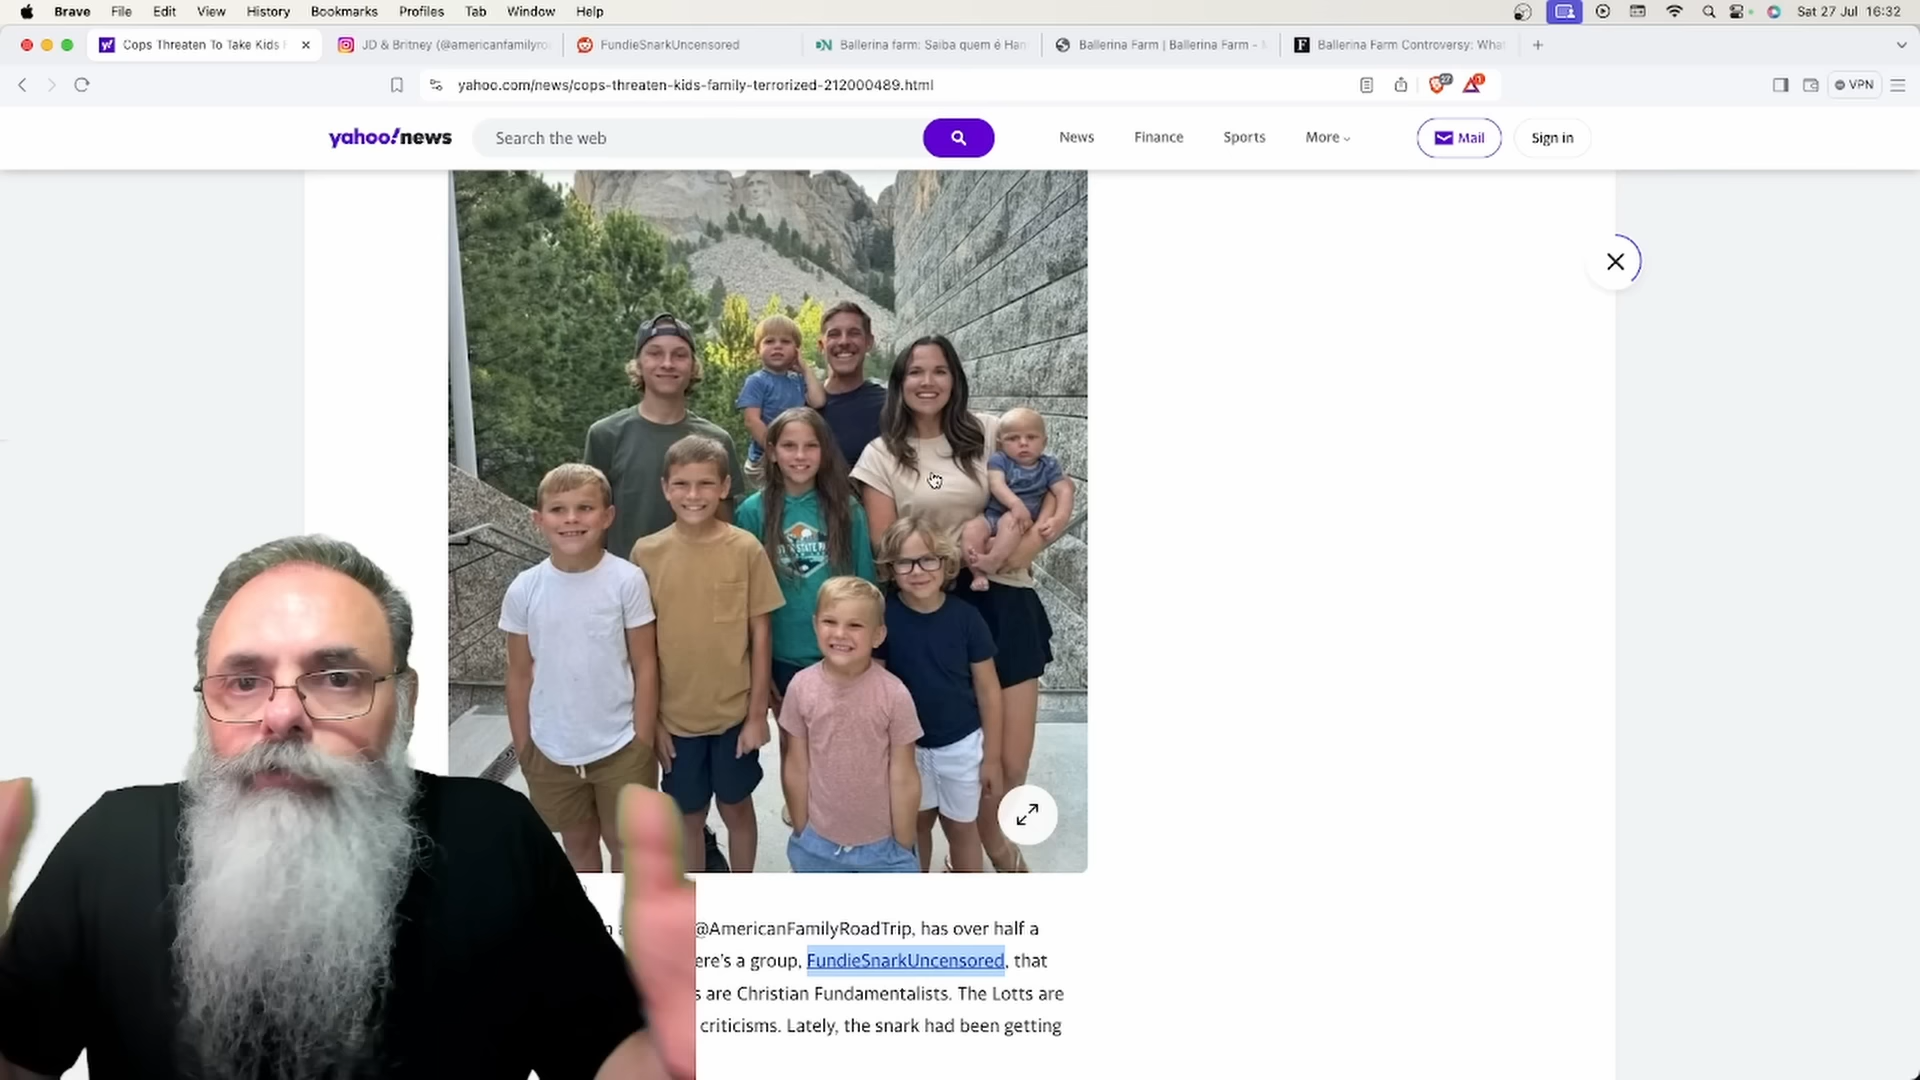 Brave File Edit View History Bookmarks Profiles Tab Window Help Sat 27 Jul 16:32
Cops Threaten To Take Kids JD & Britney (@americanfamilyro FundieSnarkUncensored Ballerina farm: Saiba quem é Han Ballerina Farm | Ballerina Farm - Ballerina Farm Controversy: What
yahoo.com/news/cops-threaten-kids-family-terrorized-212000489.html 27 1 VPN
yahoo!news Search the web News Finance Sports More Mail Sign in
STATE
@AmericanFamilyRoadTrip, has over half a
ere's a group, FundieSnarkUncensored, that
s are Christian Fundamentalists. The Lotts are
criticisms. Lately, the snark had been getting